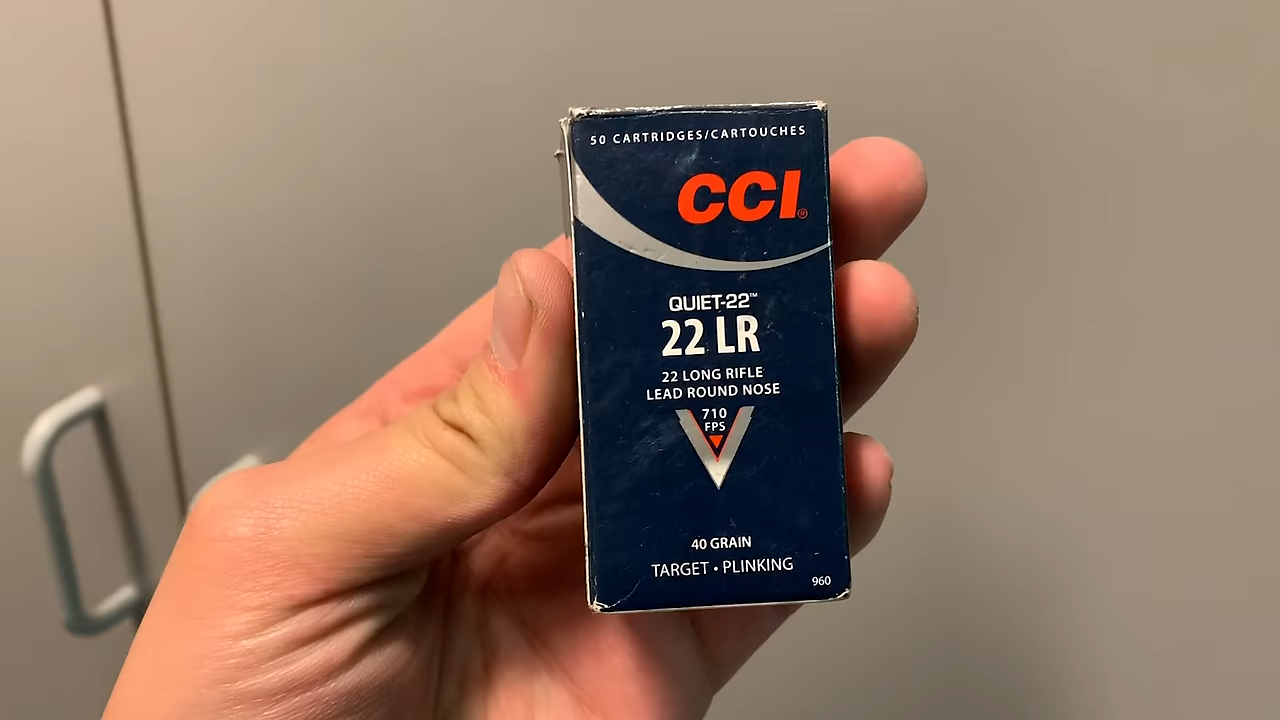 50 CARTRIDGES/CARTOUCHES
CCI®
QUIET-22™
22 LR
22 LONG RIFLE
LEAD ROUND NOSE
710
FPS
40 GRAIN
TARGET • PLINKING
960